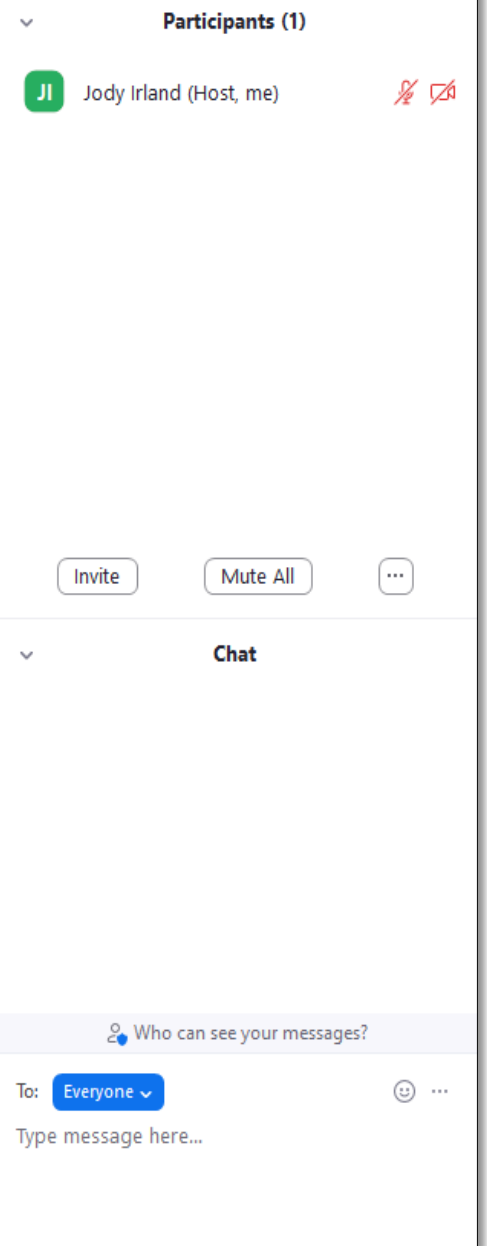 Participants (1)
JI Jody Irland (Host, me)
Invite Mute All ...
Chat
Who can see your messages?
To: Everyone ...
Type message here...